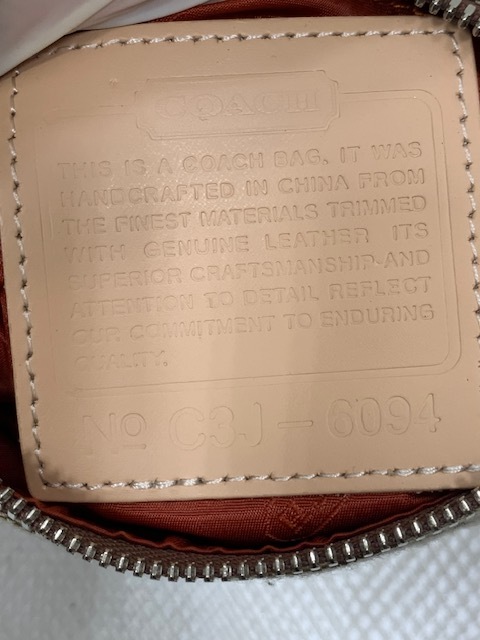 COACH
THIS IS A COACH BAG. IT WAS
HANDCRAFTED IN CHINA FROM
THE FINEST MATERIALS TRIMMED
WITH GENUINE LEATHER ITS
SUPERIOR CRAFTSMANSHIP AND
ATTENTION TO DETAIL REFLECT
OUR COMMITMENT TO ENDURING
QUALITY.
No C3J-6094